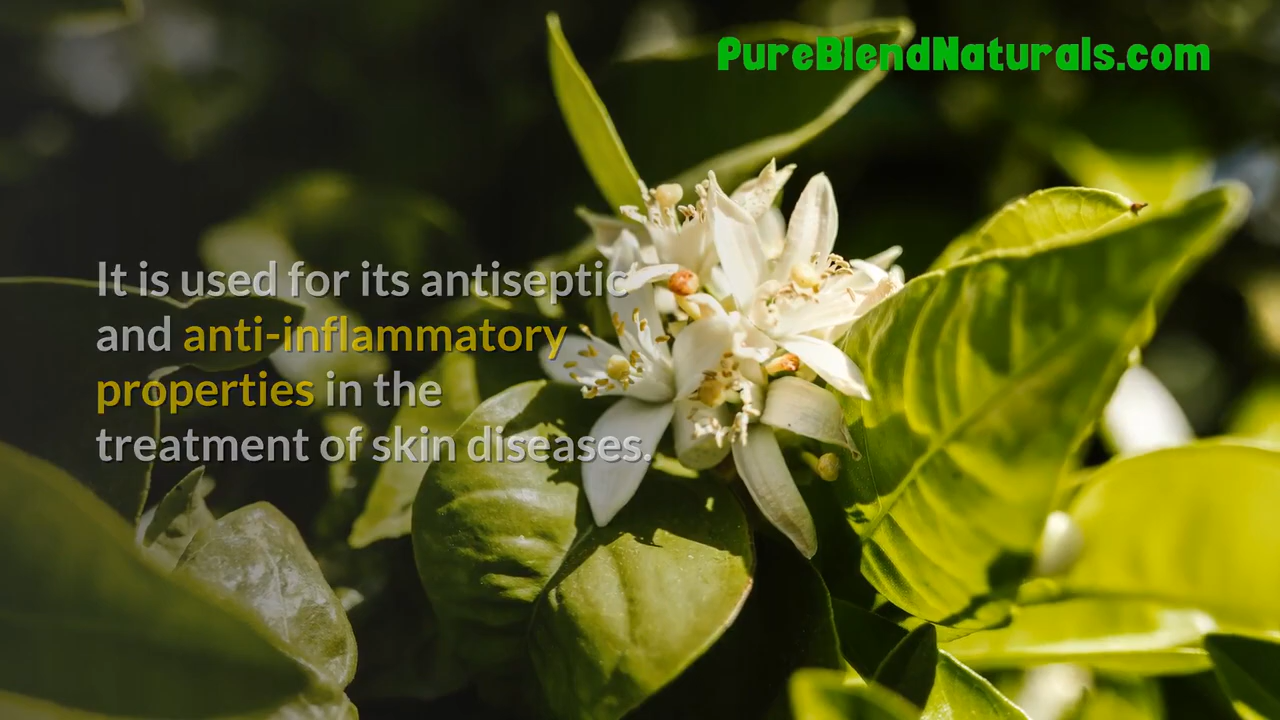 PureBlendNaturals.com
It is used for its antiseptic
and anti-inflammatory
properties in the
treatment of skin diseases.